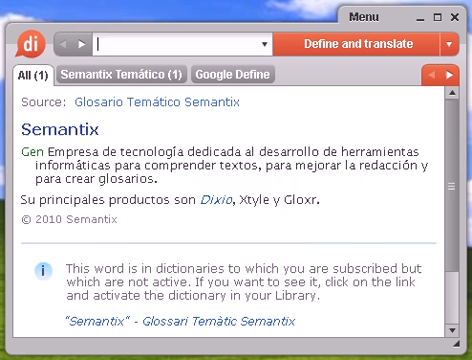 Menu
di
Define and translate
All (1)
Semantix Temático (1)
Google Define
Source: Glosario Temático Semantix
Semantix
Gen Empresa de tecnología dedicada al desarrollo de herramientas
informáticas para comprender textos, para mejorar la redacción y
para crear glosarios.
Su principales productos son Dixio, Xtyle y Gloxr.
© 2010 Semantix
i
This word is in dictionaries to which you are subscribed but
which are not active. If you want to see it, click on the link
and activate the dictionary in your Library.
"Semantix" - Glossari Temàtic Semantix